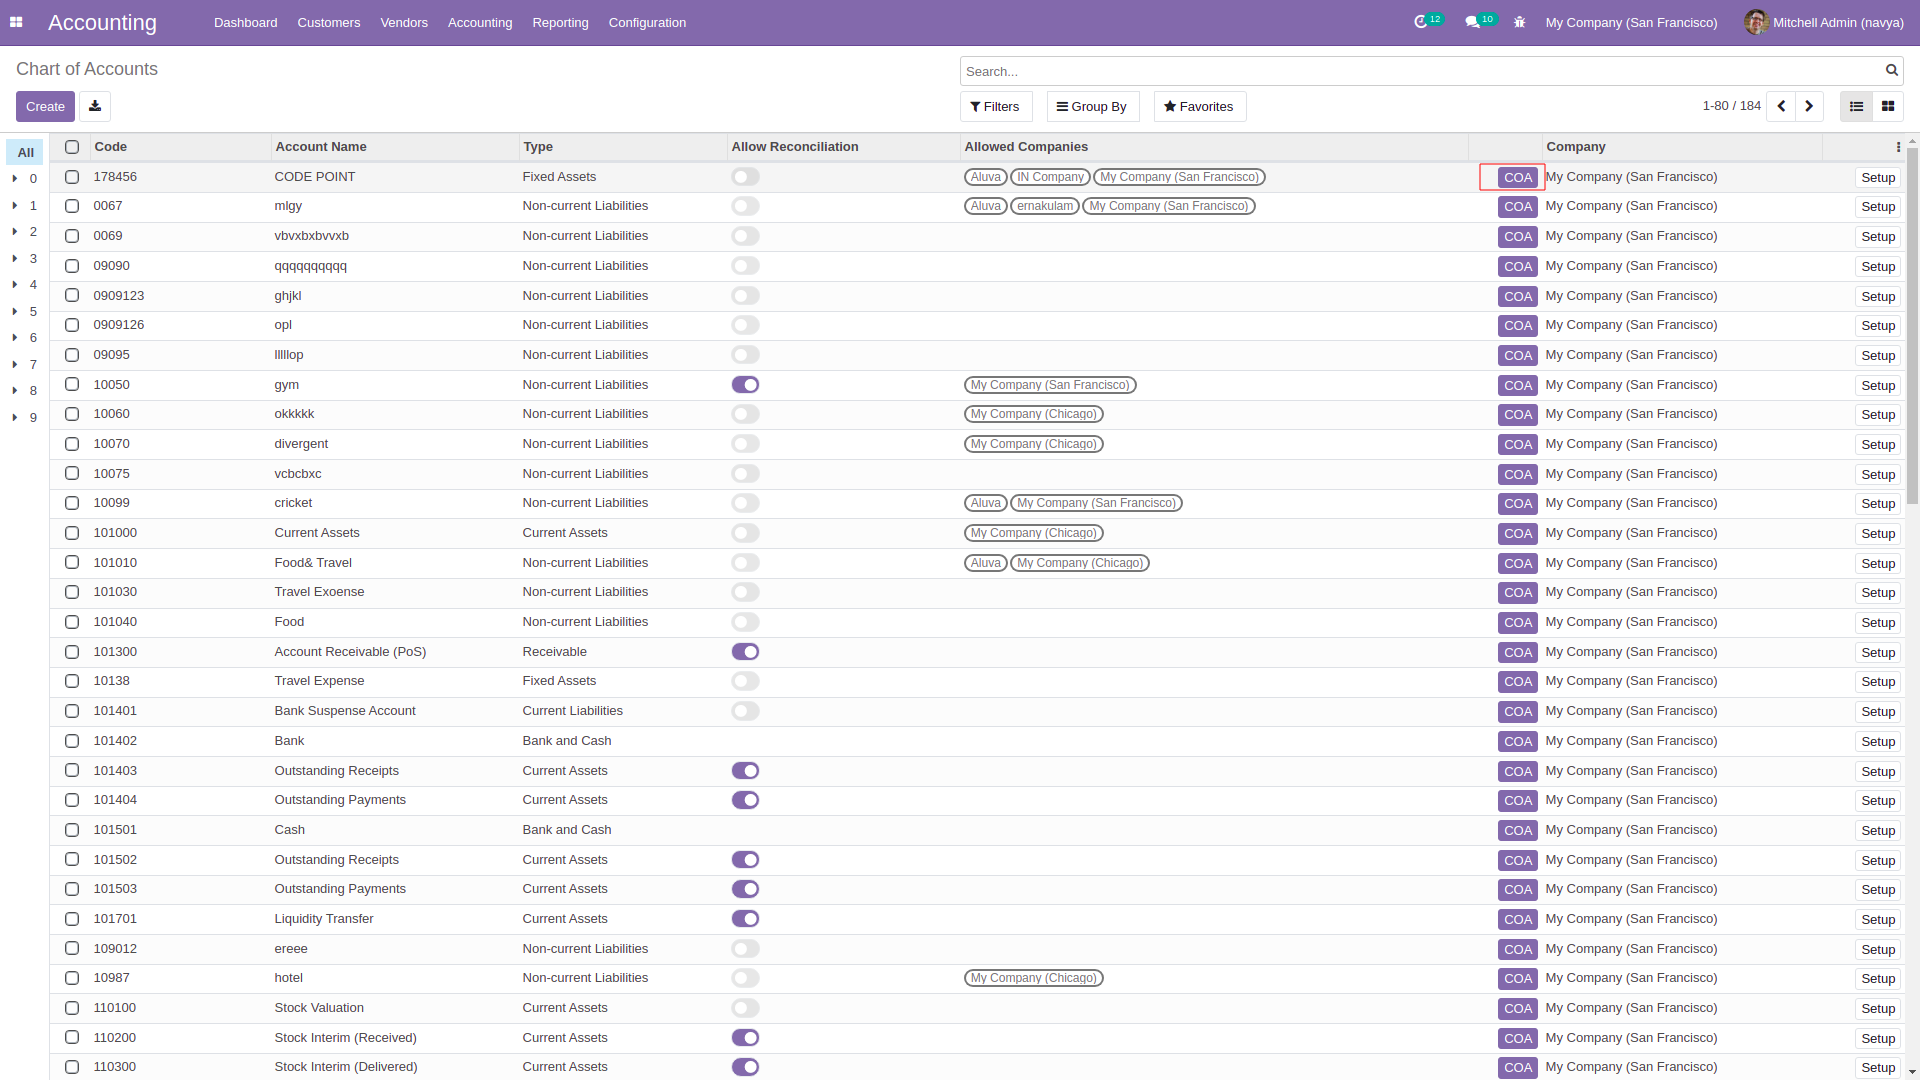 Accounting Dashboard Customers Vendors Accounting Reporting Configuration 12 10 My Company (San Francisco) Mitchell Admin (navya)
Chart of Accounts Search...
Create Filters Group By Favorites 1-80 / 184
All Code Account Name Type Allow Reconciliation Allowed Companies Company
0 178456 CODE POINT Fixed Assets Aluva IN Company My Company (San Francisco) COA My Company (San Francisco) Setup
1 0067 mlgy Non-current Liabilities Aluva ernakulam My Company (San Francisco) COA My Company (San Francisco) Setup
2 0069 vbvxbxbvvxb Non-current Liabilities COA My Company (San Francisco) Setup
3 09090 qqqqqqqqqq Non-current Liabilities COA My Company (San Francisco) Setup
4 0909123 ghjkl Non-current Liabilities COA My Company (San Francisco) Setup
5 0909126 opl Non-current Liabilities COA My Company (San Francisco) Setup
6 09095 lllllop Non-current Liabilities COA My Company (San Francisco) Setup
7 10050 gym Non-current Liabilities My Company (San Francisco) COA My Company (San Francisco) Setup
8 10060 okkkkk Non-current Liabilities My Company (Chicago) COA My Company (San Francisco) Setup
9 10070 divergent Non-current Liabilities My Company (Chicago) COA My Company (San Francisco) Setup
10075 vcbcbxc Non-current Liabilities COA My Company (San Francisco) Setup
10099 cricket Non-current Liabilities Aluva My Company (San Francisco) COA My Company (San Francisco) Setup
101000 Current Assets Current Assets My Company (Chicago) COA My Company (San Francisco) Setup
101010 Food& Travel Non-current Liabilities Aluva My Company (Chicago) COA My Company (San Francisco) Setup
101030 Travel Exoense Non-current Liabilities COA My Company (San Francisco) Setup
101040 Food Non-current Liabilities COA My Company (San Francisco) Setup
101300 Account Receivable (PoS) Receivable COA My Company (San Francisco) Setup
10138 Travel Expense Fixed Assets COA My Company (San Francisco) Setup
101401 Bank Suspense Account Current Liabilities COA My Company (San Francisco) Setup
101402 Bank Bank and Cash COA My Company (San Francisco) Setup
101403 Outstanding Receipts Current Assets COA My Company (San Francisco) Setup
101404 Outstanding Payments Current Assets COA My Company (San Francisco) Setup
101501 Cash Bank and Cash COA My Company (San Francisco) Setup
101502 Outstanding Receipts Current Assets COA My Company (San Francisco) Setup
101503 Outstanding Payments Current Assets COA My Company (San Francisco) Setup
101701 Liquidity Transfer Current Assets COA My Company (San Francisco) Setup
109012 ereee Non-current Liabilities COA My Company (San Francisco) Setup
10987 hotel Non-current Liabilities My Company (Chicago) COA My Company (San Francisco) Setup
110100 Stock Valuation Current Assets COA My Company (San Francisco) Setup
110200 Stock Interim (Received) Current Assets COA My Company (San Francisco) Setup
110300 Stock Interim (Delivered) Current Assets COA My Company (San Francisco) Setup